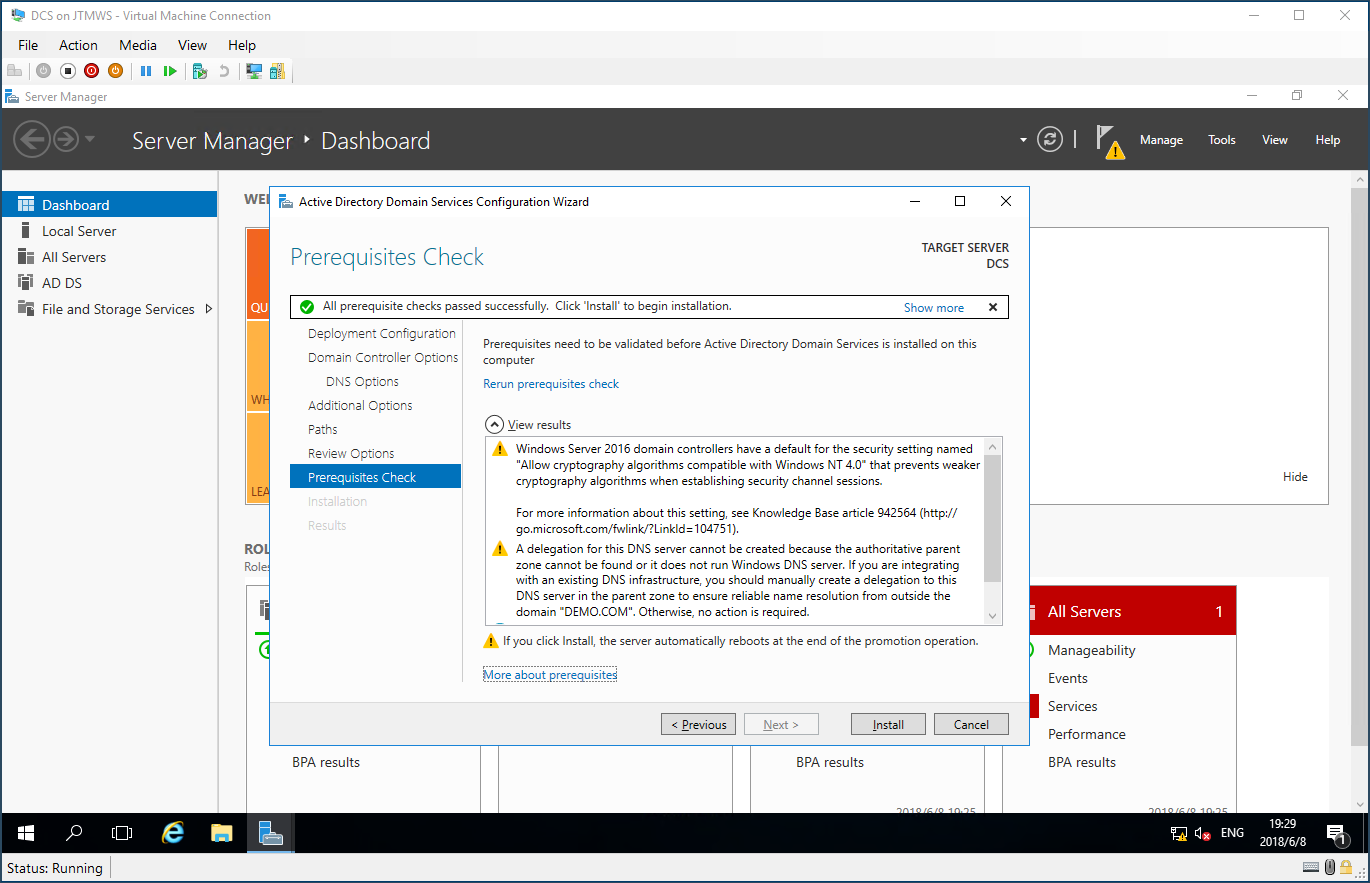 DCS on JTMWS - Virtual Machine Connection
File Action Media View Help
Server Manager
Server Manager ‣ Dashboard
Manage Tools View Help
Dashboard
Local Server
All Servers
AD DS
File and Storage Services
WEL
QU
WH
LEA
Hide
ROL
Roles
Active Directory Domain Services Configuration Wizard
Prerequisites Check
TARGET SERVER
DCS
All prerequisite checks passed successfully. Click 'Install' to begin installation.
Show more
Deployment Configuration
Domain Controller Options
DNS Options
Additional Options
Paths
Review Options
Prerequisites Check
Installation
Results
Prerequisites need to be validated before Active Directory Domain Services is installed on this
computer
Rerun prerequisites check
View results
Windows Server 2016 domain controllers have a default for the security setting named
"Allow cryptography algorithms compatible with Windows NT 4.0" that prevents weaker
cryptography algorithms when establishing security channel sessions.
For more information about this setting, see Knowledge Base article 942564 (http://
go.microsoft.com/fwlink/?LinkId=104751).
A delegation for this DNS server cannot be created because the authoritative parent
zone cannot be found or it does not run Windows DNS server. If you are integrating
with an existing DNS infrastructure, you should manually create a delegation to this
DNS server in the parent zone to ensure reliable name resolution from outside the
domain "DEMO.COM". Otherwise, no action is required.
If you click Install, the server automatically reboots at the end of the promotion operation.
More about prerequisites
< Previous
Next >
Install
Cancel
All Servers 1
Manageability
Events
Services
Performance
BPA results
BPA results
BPA results
2018/6/8 19:25
2018/6/8 19:25
ENG
19:29
2018/6/8
1
Status: Running